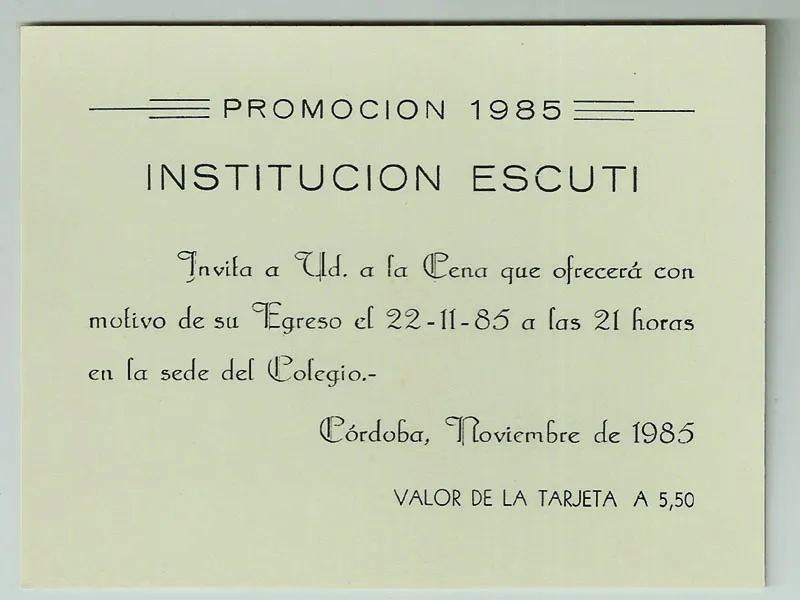 PROMOCION 1985
INSTITUCION ESCUTI
Invita a Ud. a la Cena que ofrecerá con
motivo de su Egreso el 22-11-85 a las 21 horas
en la sede del Colegio.-
Córdoba, Noviembre de 1985
VALOR DE LA TARJETA A 5,50